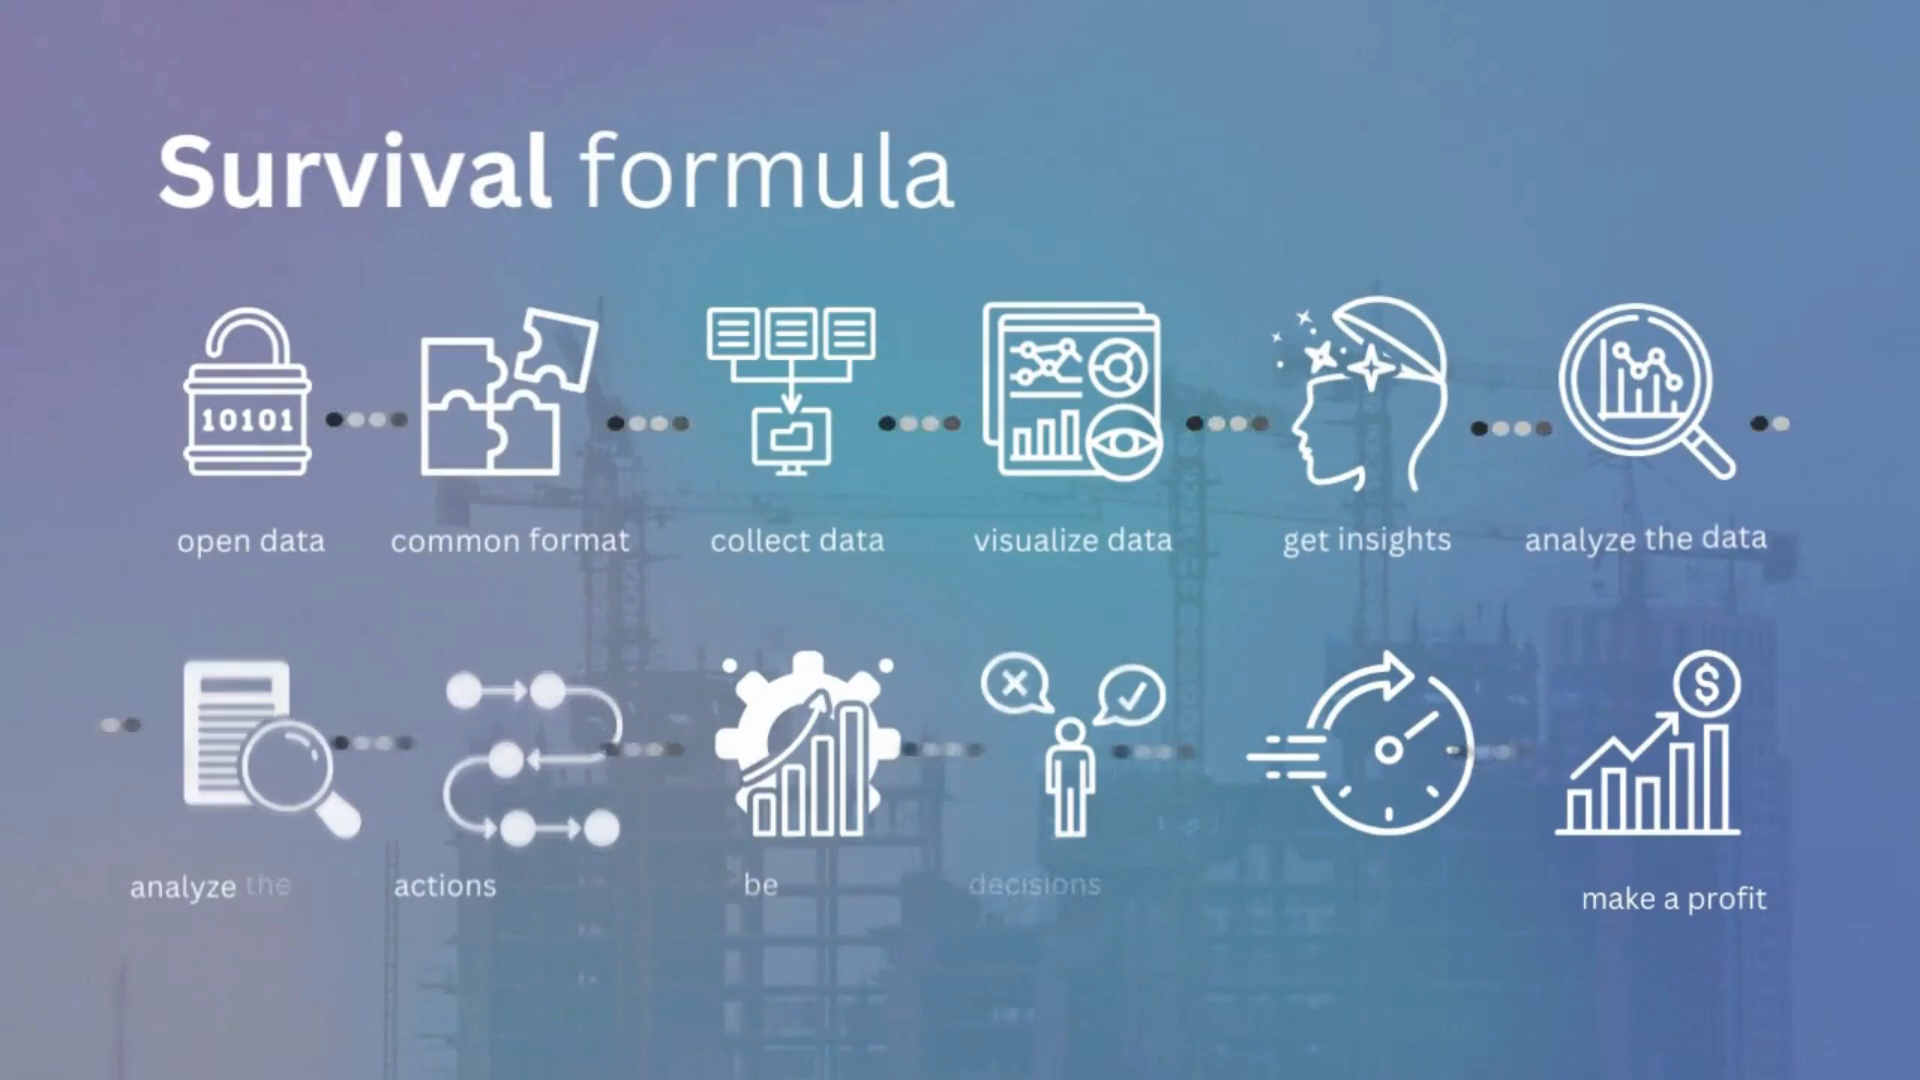 Survival formula
10101
open data
common format
collect data
visualize data
get insights
analyze the data
$
analyze the
actions
be
decisions
make a profit